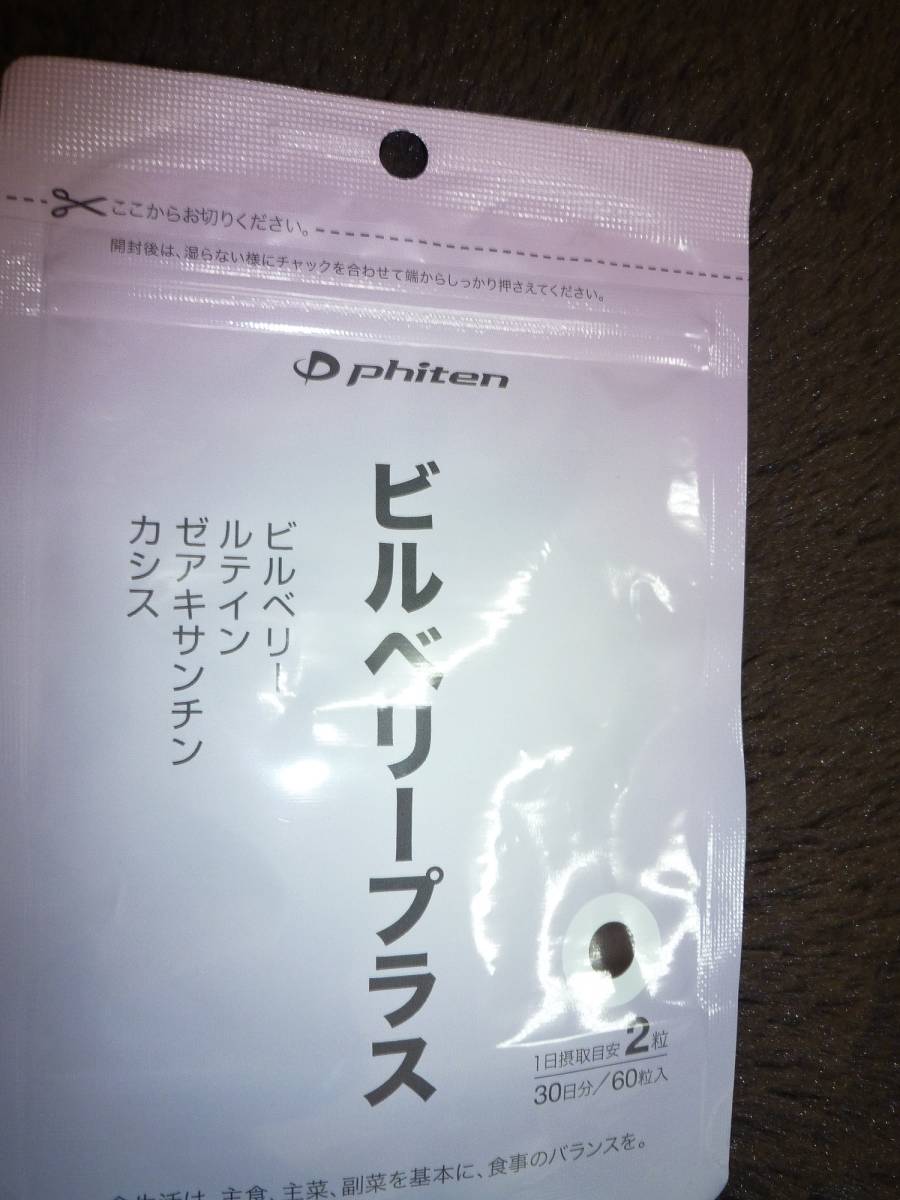 ここからお切りください。
開封後は、湿らない様にチャックを合わせて端からしっかり押さえてください。
phiten
ビルベリープラス
ビルベリー
ルテイン
ゼアキサンチン
カシス
1日摂取目安 2粒
30日分/60粒入
食生活は、主食、主菜、副菜を基本に、食事のバランスを。